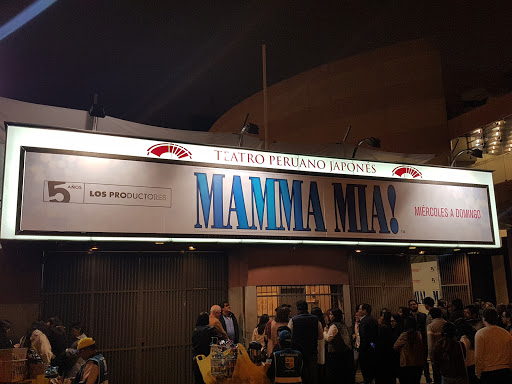 TEATRO PERUANO JAPONÉS
5 AÑOS LOS PRODUCTORES
MAMMA MIA!
MIÉRCOLES A DOMINGO